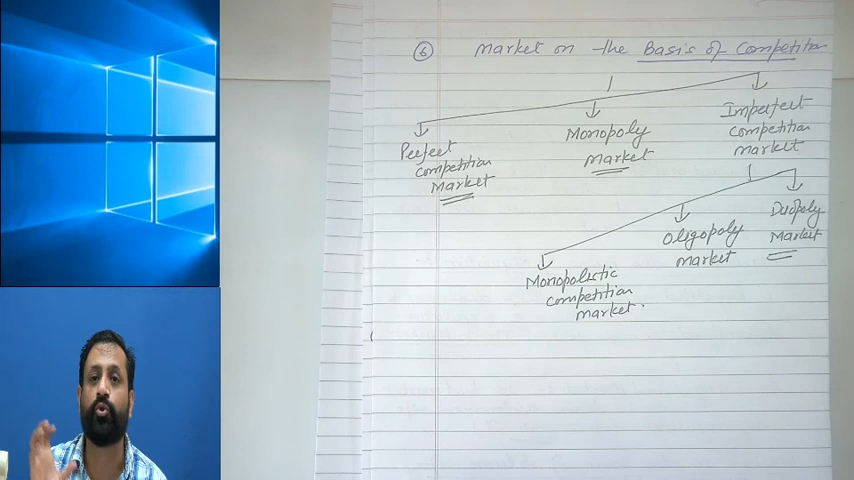 ⑥ Market on the Basis of Competition
Perfect
competition
Market
Monopoly
Market
Imperfect
competition
market
Monopolistic
competition
market.
Oligopoly
market
Duopoly
Market